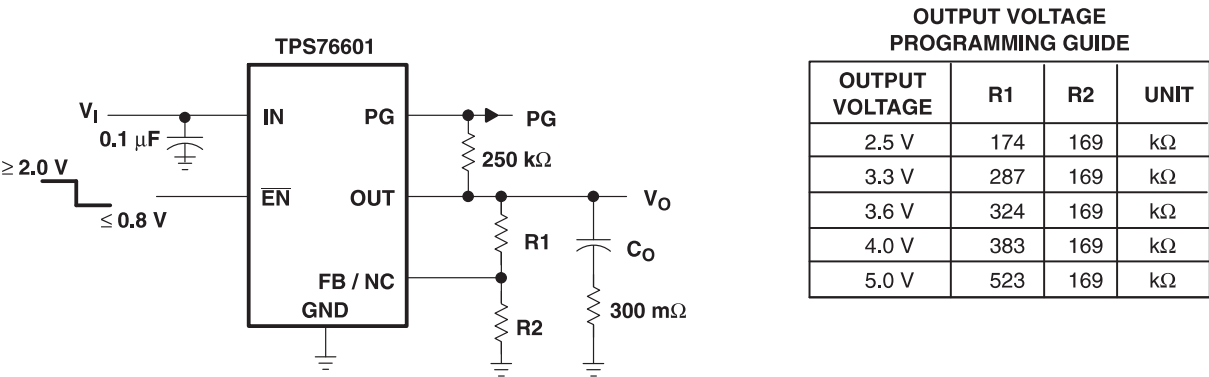 TPS76601
V_I
IN
PG
PG
0.1 μF
250 kΩ
≥ 2.0 V
EN
OUT
V_O
≤ 0.8 V
R1
C_O
FB / NC
GND
R2
300 mΩ
OUTPUT VOLTAGE
PROGRAMMING GUIDE
OUTPUT
VOLTAGE
R1 R2 UNIT
2.5 V 174 169 kΩ
3.3 V 287 169 kΩ
3.6 V 324 169 kΩ
4.0 V 383 169 kΩ
5.0 V 523 169 kΩ